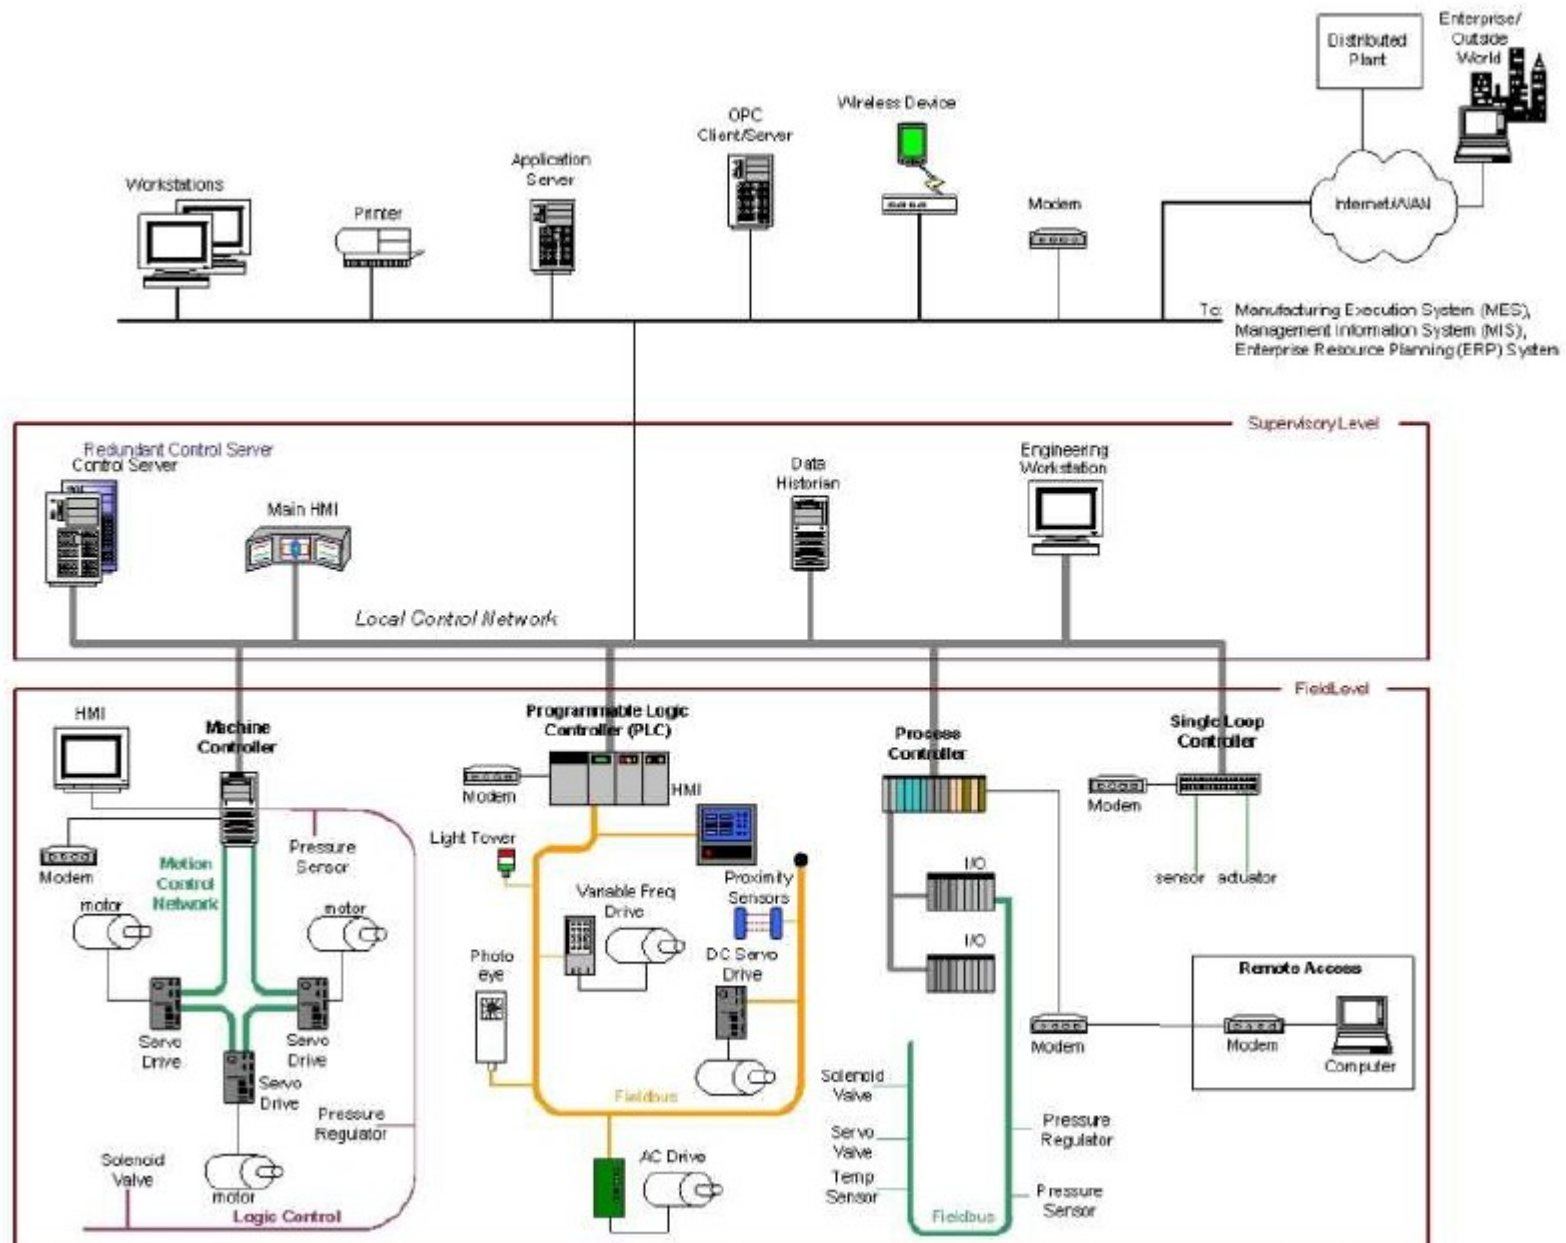 Distributed
Plant
Enterprise/
Outside
World
Internet/WAN
Wireless Device
OPC
Client/Server
Application
Server
Workstations
Printer
Modem
To: Manufacturing Execution System (MES),
Management Information System (MIS),
Enterprise Resource Planning (ERP) System
Supervisory Level
Redundant Control Server
Control Server
Main HMI
Data
Historian
Engineering
Workstation
Local Control Network
Field Level
HMI
Machine
Controller
Modem
Pressure
Sensor
Motion
Control
Network
motor
motor
Servo
Drive
Servo
Drive
Servo
Drive
motor
Pressure
Regulator
Solenoid
Valve
Logic Control
Programmable Logic
Controller (PLC)
Modem
HMI
Light Tower
Variable Freq
Drive
Proximity
Sensors
Photo
eye
DC Servo
Drive
Fieldbus
AC Drive
Process
Controller
I/O
I/O
Modem
Solenoid
Valve
Servo
Valve
Temp
Sensor
Pressure
Regulator
Pressure
Sensor
Fieldbus
Single Loop
Controller
Modem
sensor
actuator
Remote Access
Modem
Computer